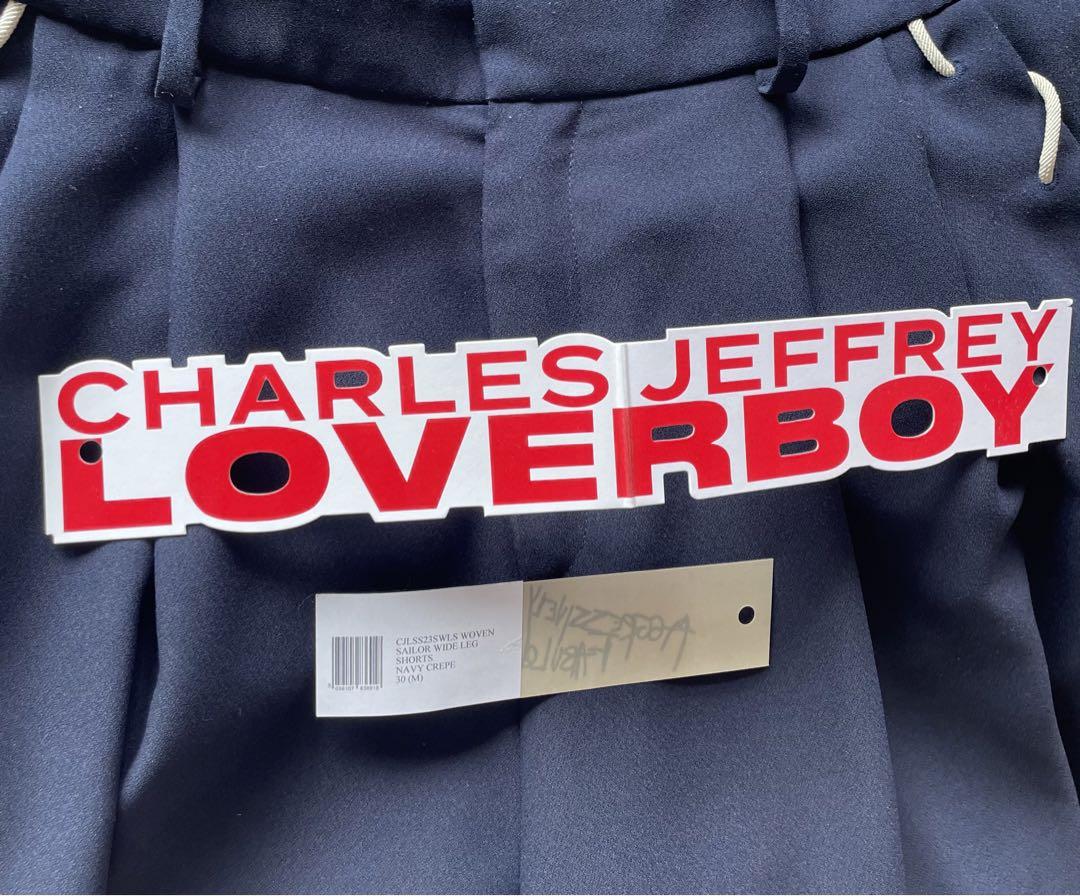 CHARLES JEFFREY
LOVERBOY
CJLSS23SWLS WOVEN
SAILOR WIDE LEG
SHORTS
NAVY CREPE
30 (M)